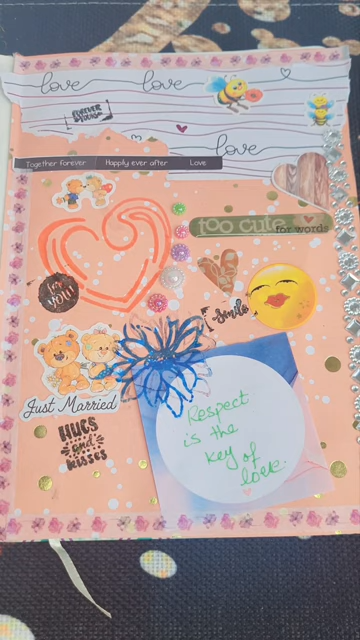 love love
FOREVER
love
Together forever Happily ever after Love
too cute for words
for
YOU
Smile
Just Married
HUGS
and
KISSES
Respect
is the
key of
love.